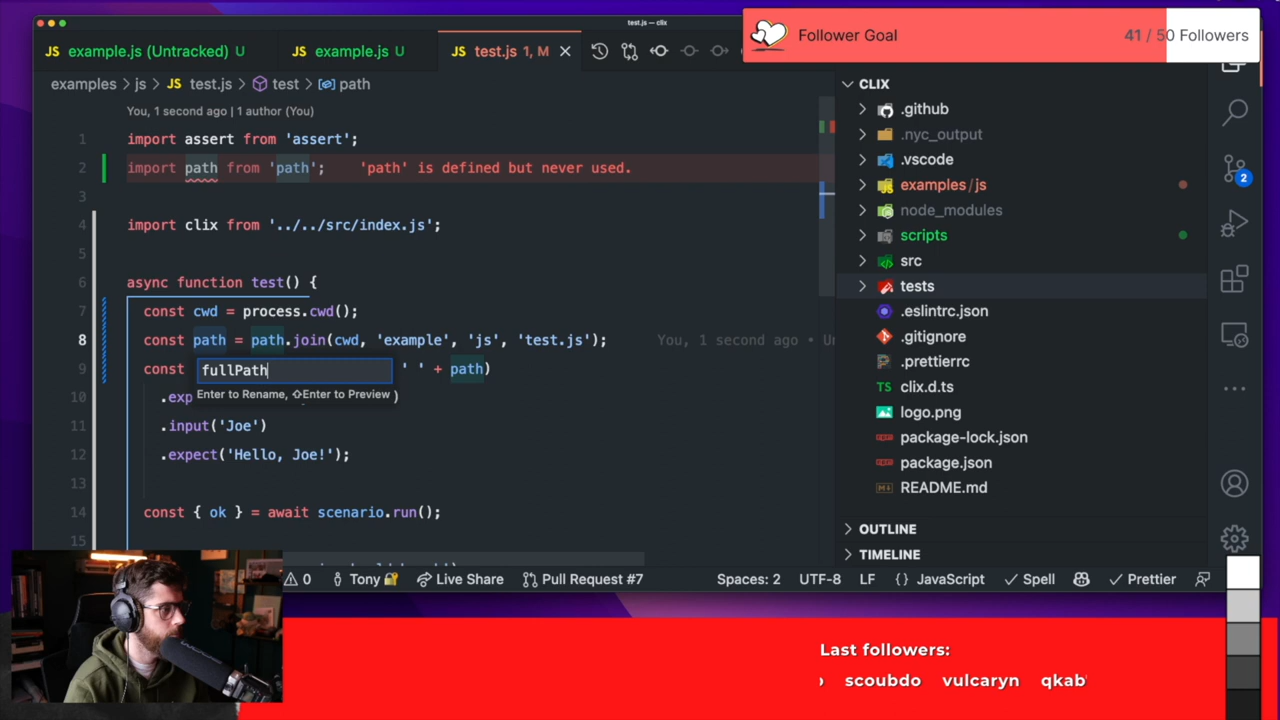 test.js — clix
Follower Goal
41 / 50 Followers
JS example.js (Untracked) U
JS example.js U
JS test.js 1, M
examples > js > JS test.js > test > path
You, 1 second ago | 1 author (You)
1 import assert from 'assert';
2 import path from 'path'; 'path' is defined but never used.
3
4 import clix from '../../src/index.js';
5
6 async function test() {
7 const cwd = process.cwd();
8 const path = path.join(cwd, 'example', 'js', 'test.js'); You, 1 second ago •
9 const fullPath ' ' + path)
Enter to Rename, ⇧Enter to Preview
10 .exp )
11 .input('Joe')
12 .expect('Hello, Joe!');
13
14 const { ok } = await scenario.run();
15
CLIX
.github
.nyc_output
.vscode
examples/js
node_modules
scripts
src
tests
.eslintrc.json
.gitignore
.prettierrc
TS clix.d.ts
logo.png
package-lock.json
package.json
README.md
OUTLINE
TIMELINE
2
0 Tony Live Share Pull Request #7 Spaces: 2 UTF-8 LF {} JavaScript Spell Prettier
Last followers:
scoubdo vulcaryn qkab